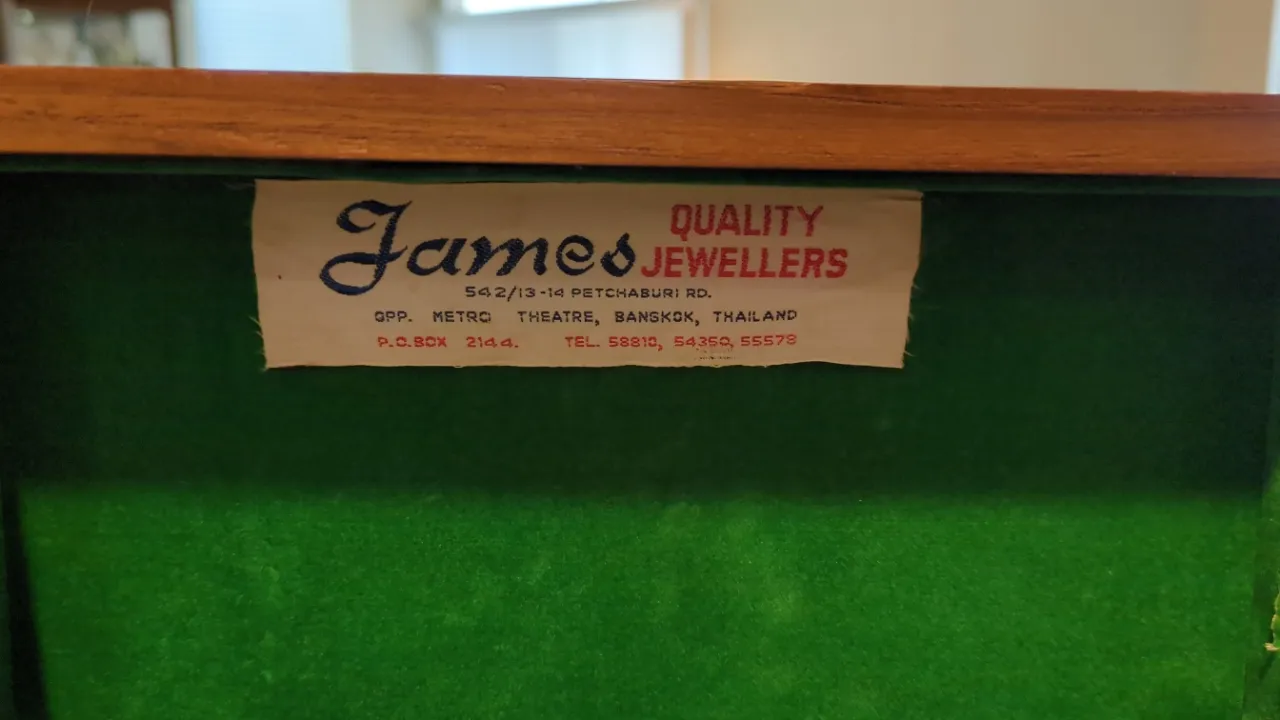 James QUALITY JEWELLERS
542/13-14 PETCHABURI RD.
OPP. METRO THEATRE, BANGKOK, THAILAND
P.O.BOX 2144. TEL. 58810, 54350, 55578